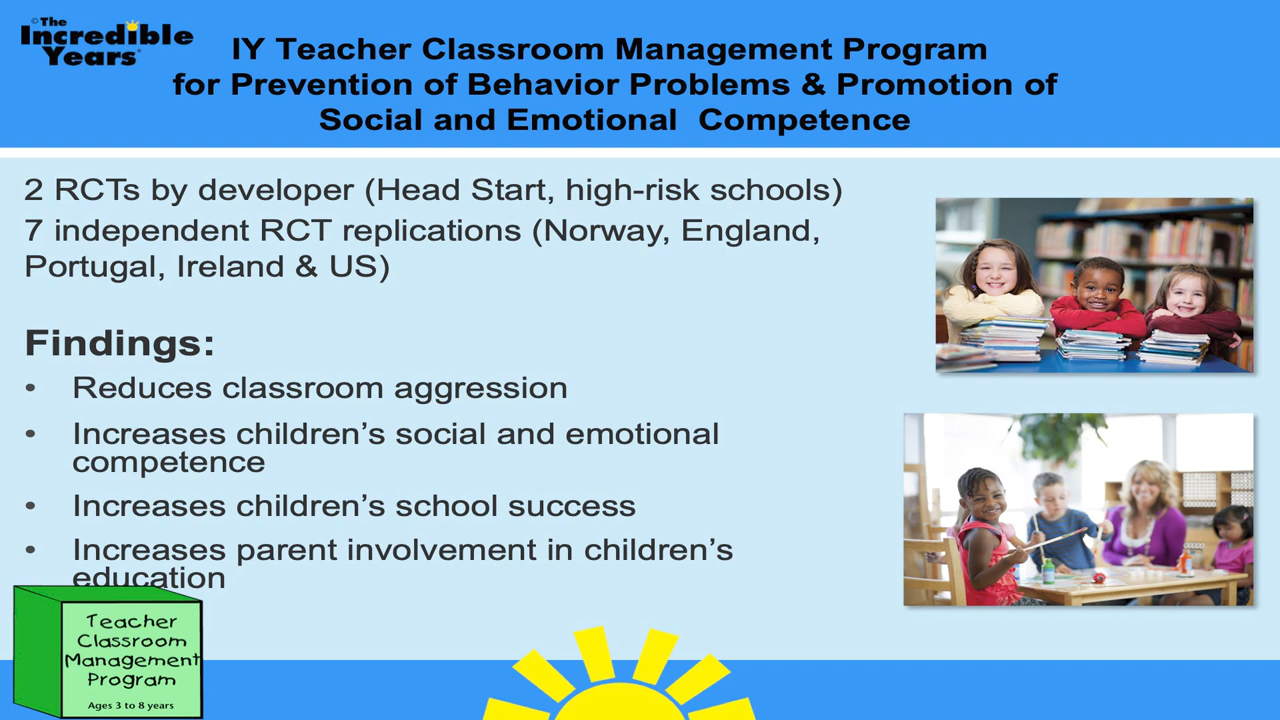 ©The
Incredible
Years®
IY Teacher Classroom Management Program
for Prevention of Behavior Problems & Promotion of
Social and Emotional Competence
2 RCTs by developer (Head Start, high-risk schools)
7 independent RCT replications (Norway, England,
Portugal, Ireland & US)
Findings:
• Reduces classroom aggression
• Increases children’s social and emotional
competence
• Increases children’s school success
• Increases parent involvement in children’s
education
Teacher
Classroom
Management
Program
Ages 3 to 8 years